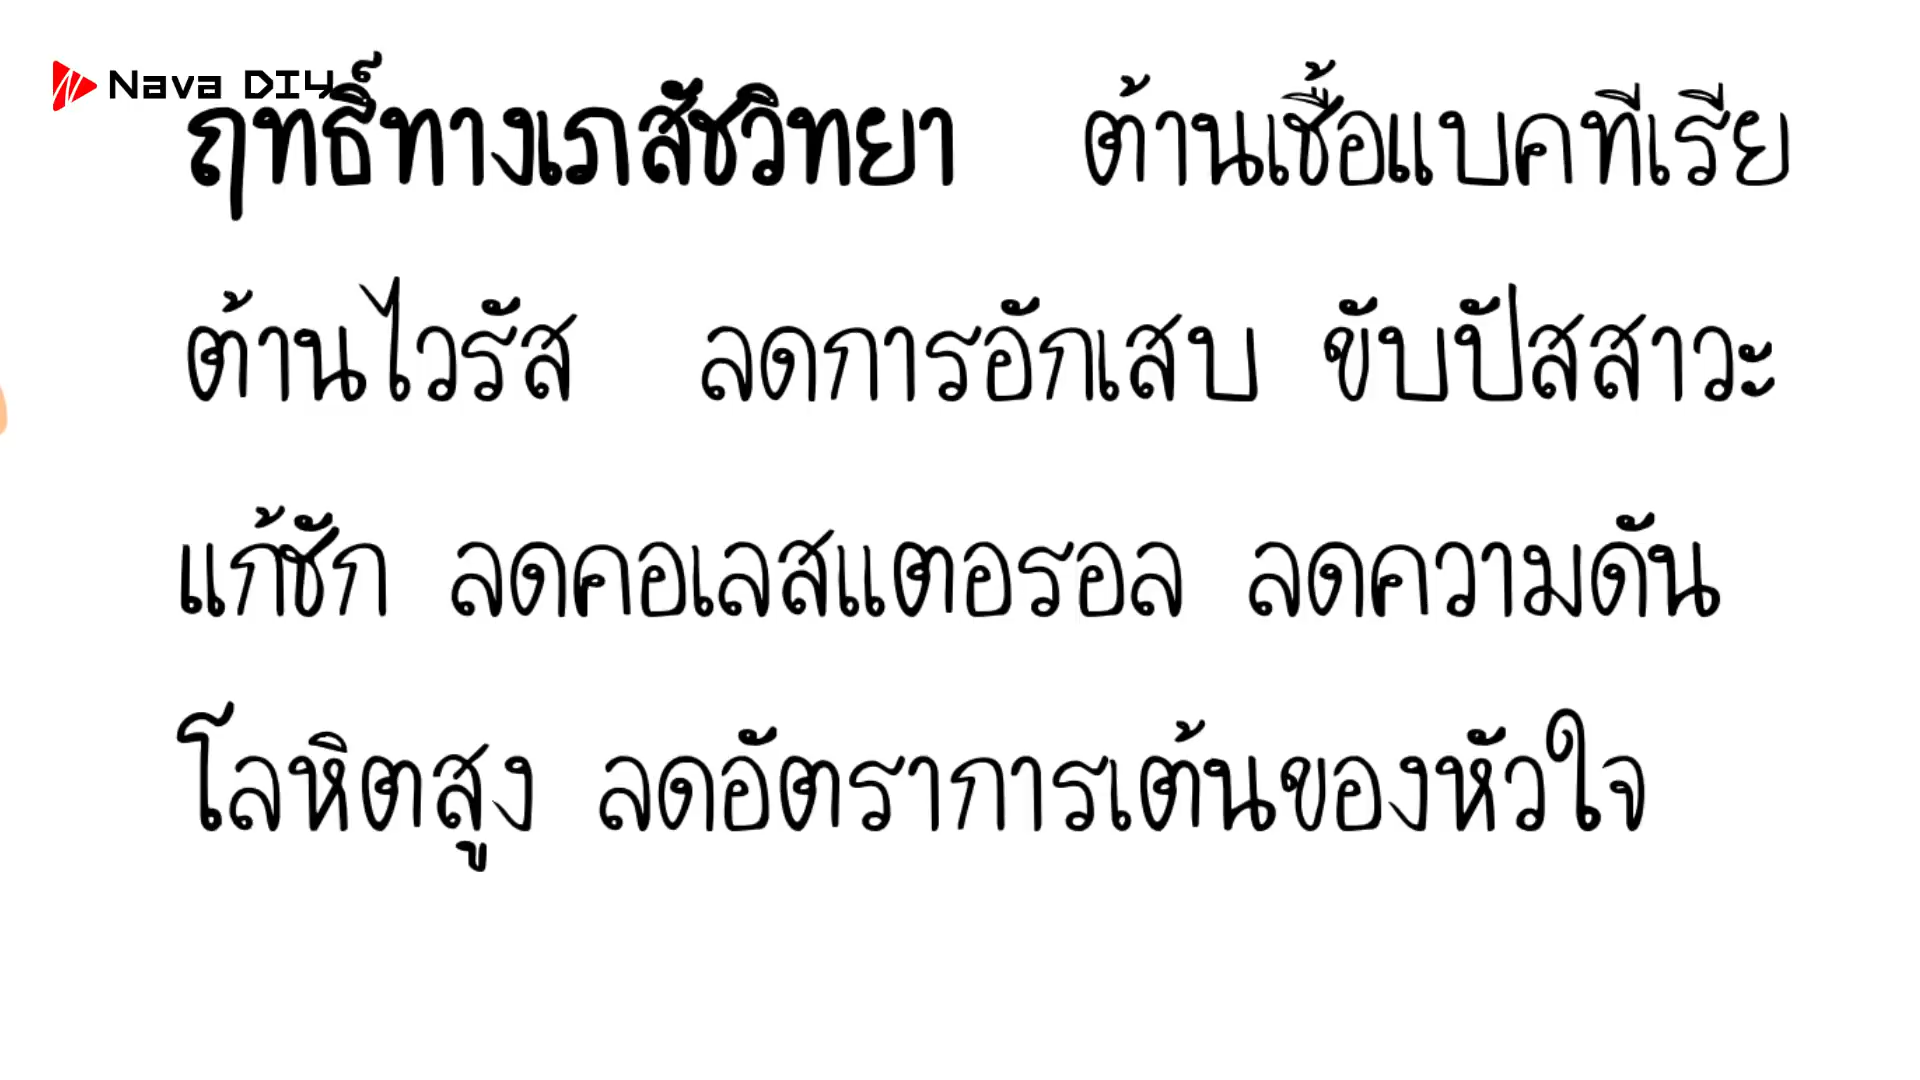 Nava DIY
ฤทธิ์ทางเภสัชวิทยา ต้านเชื้อแบคทีเรีย
ต้านไวรัส ลดการอักเสบ ขับปัสสาวะ
แก้ชัก ลดคอเลสแตอรอล ลดความดัน
โลหิตสูง ลดอัตราการเต้นของหัวใจ